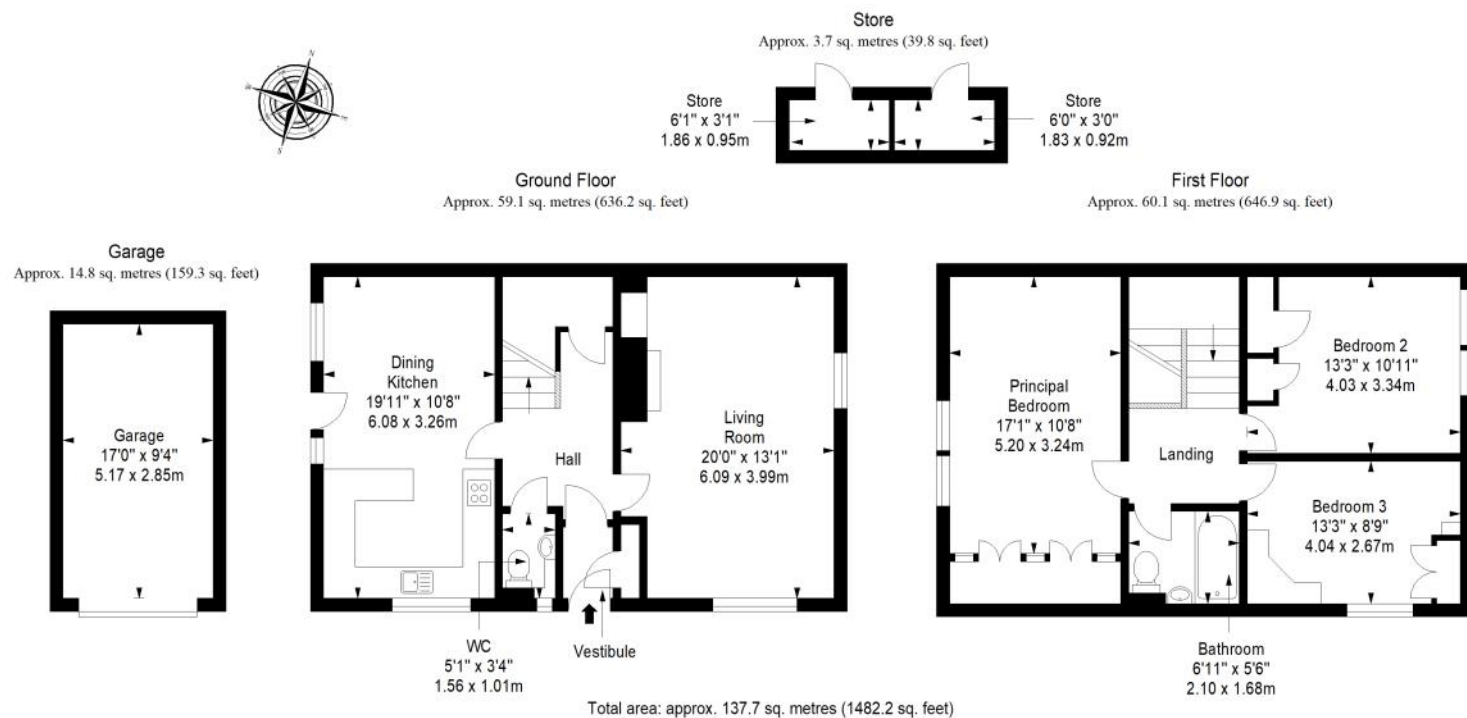 Store
Approx. 3.7 sq. metres (39.8 sq. feet)
N
E
S
Store
6'1" x 3'1"
1.86 x 0.95m
Store
6'0" x 3'0"
1.83 x 0.92m
Ground Floor
Approx. 59.1 sq. metres (636.2 sq. feet)
First Floor
Approx. 60.1 sq. metres (646.9 sq. feet)
Garage
Approx. 14.8 sq. metres (159.3 sq. feet)
Garage
17'0" x 9'4"
5.17 x 2.85m
Dining
Kitchen
19'11" x 10'8"
6.08 x 3.26m
Hall
Living
Room
20'0" x 13'1"
6.09 x 3.99m
WC
5'1" x 3'4"
1.56 x 1.01m
Vestibule
Principal
Bedroom
17'1" x 10'8"
5.20 x 3.24m
Landing
Bedroom 2
13'3" x 10'11"
4.03 x 3.34m
Bedroom 3
13'3" x 8'9"
4.04 x 2.67m
Bathroom
6'11" x 5'6"
2.10 x 1.68m
Total area: approx. 137.7 sq. metres (1482.2 sq. feet)